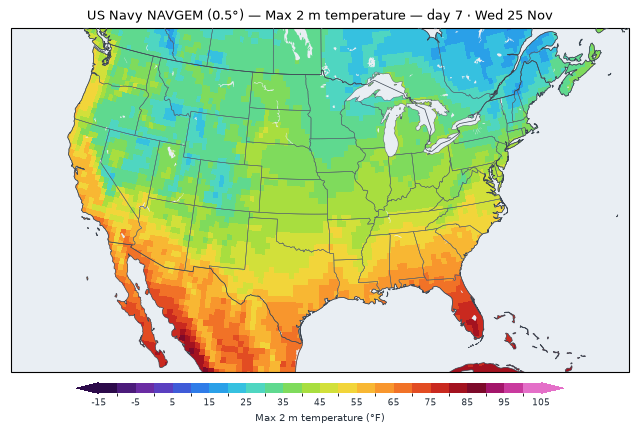 US Navy NAVGEM (0.5°) — Max 2 m temperature — day 7 · Wed 25 Nov
-15 -5 5 15 25 35 45 55 65 75 85 95 105
Max 2 m temperature (°F)